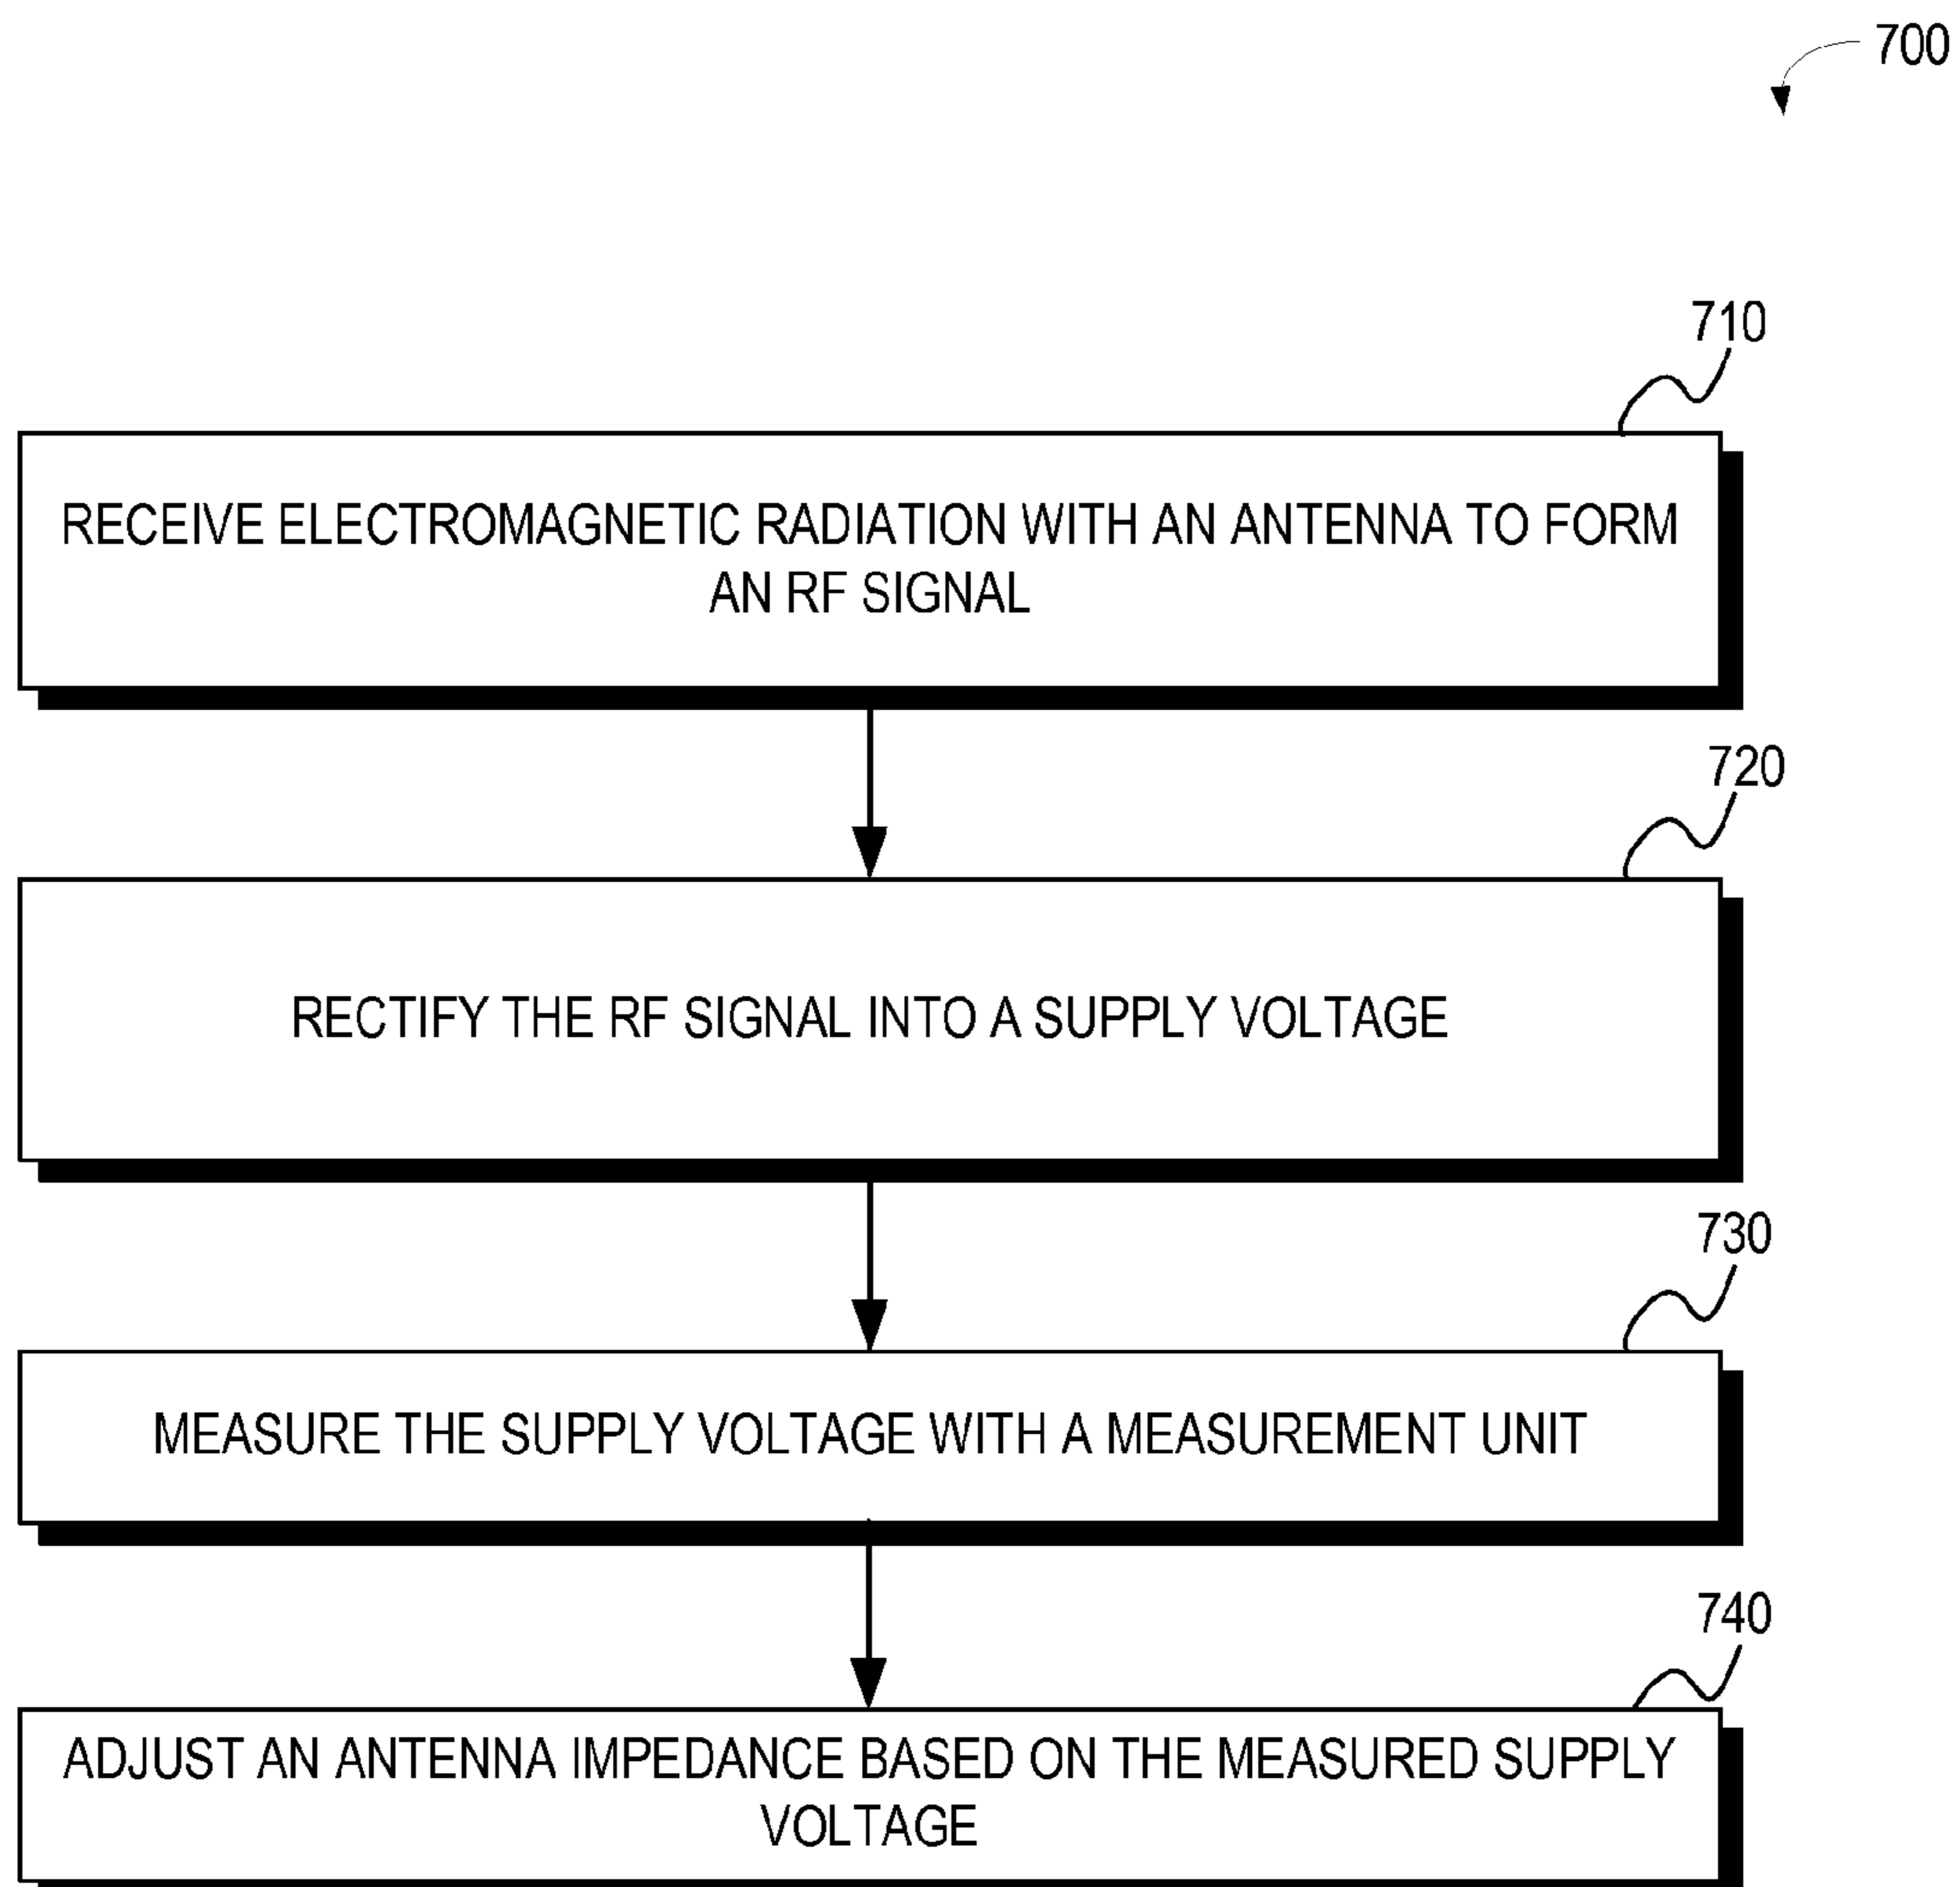 700
710
RECEIVE ELECTROMAGNETIC RADIATION WITH AN ANTENNA TO FORM
AN RF SIGNAL
720
RECTIFY THE RF SIGNAL INTO A SUPPLY VOLTAGE
730
MEASURE THE SUPPLY VOLTAGE WITH A MEASUREMENT UNIT
740
ADJUST AN ANTENNA IMPEDANCE BASED ON THE MEASURED SUPPLY
VOLTAGE